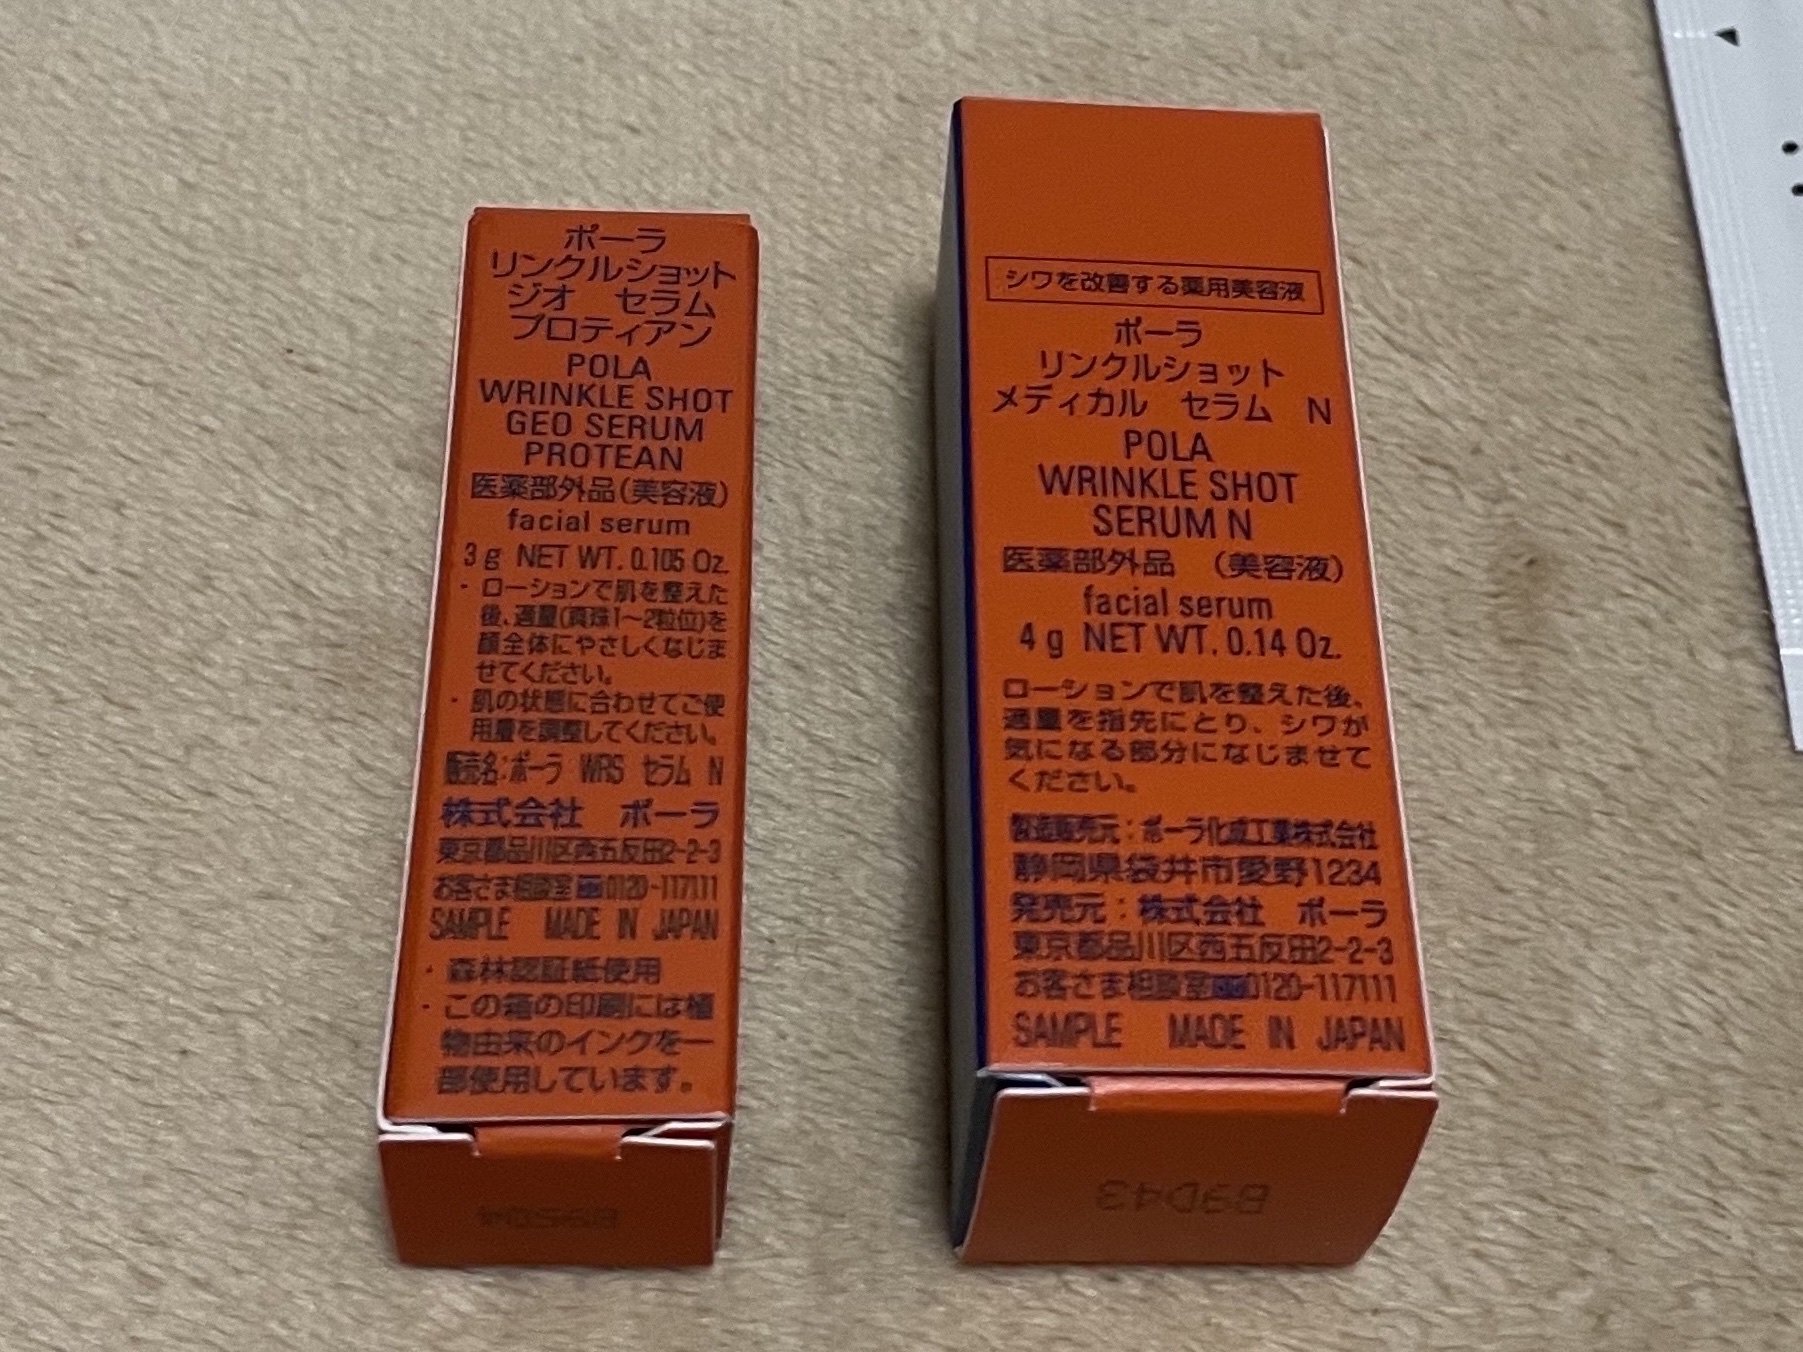 ポーラ
リンクルショット
ジオ セラム
プロティアン
POLA
WRINKLE SHOT
GEO SERUM
PROTEAN
医薬部外品(美容液)
facial serum
3 g NET WT. 0.105 Oz.
・ローションで肌を整えた
後、適量(真珠1〜2粒位)を
顔全体にやさしくなじま
せてください。
・肌の状態に合わせてご使
用量を調整してください。
販売名:ポーラ WRS セラム N
株式会社 ポーラ
東京都品川区西五反田2-2-3
お客さま相談室 0120-117111
SAMPLE MADE IN JAPAN
・森林認証紙使用
・この箱の印刷には植
物由来のインクを一
部使用しています。
シワを改善する薬用美容液
ポーラ
リンクルショット
メディカル セラム N
POLA
WRINKLE SHOT
SERUM N
医薬部外品 (美容液)
facial serum
4 g NET WT. 0.14 Oz.
ローションで肌を整えた後、
適量を指先にとり、シワが
気になる部分になじませて
ください。
製造販売元:ポーラ化成工業株式会社
静岡県袋井市愛野1234
発売元:株式会社 ポーラ
東京都品川区西五反田2-2-3
お客さま相談室 0120-117111
SAMPLE MADE IN JAPAN
B9D43